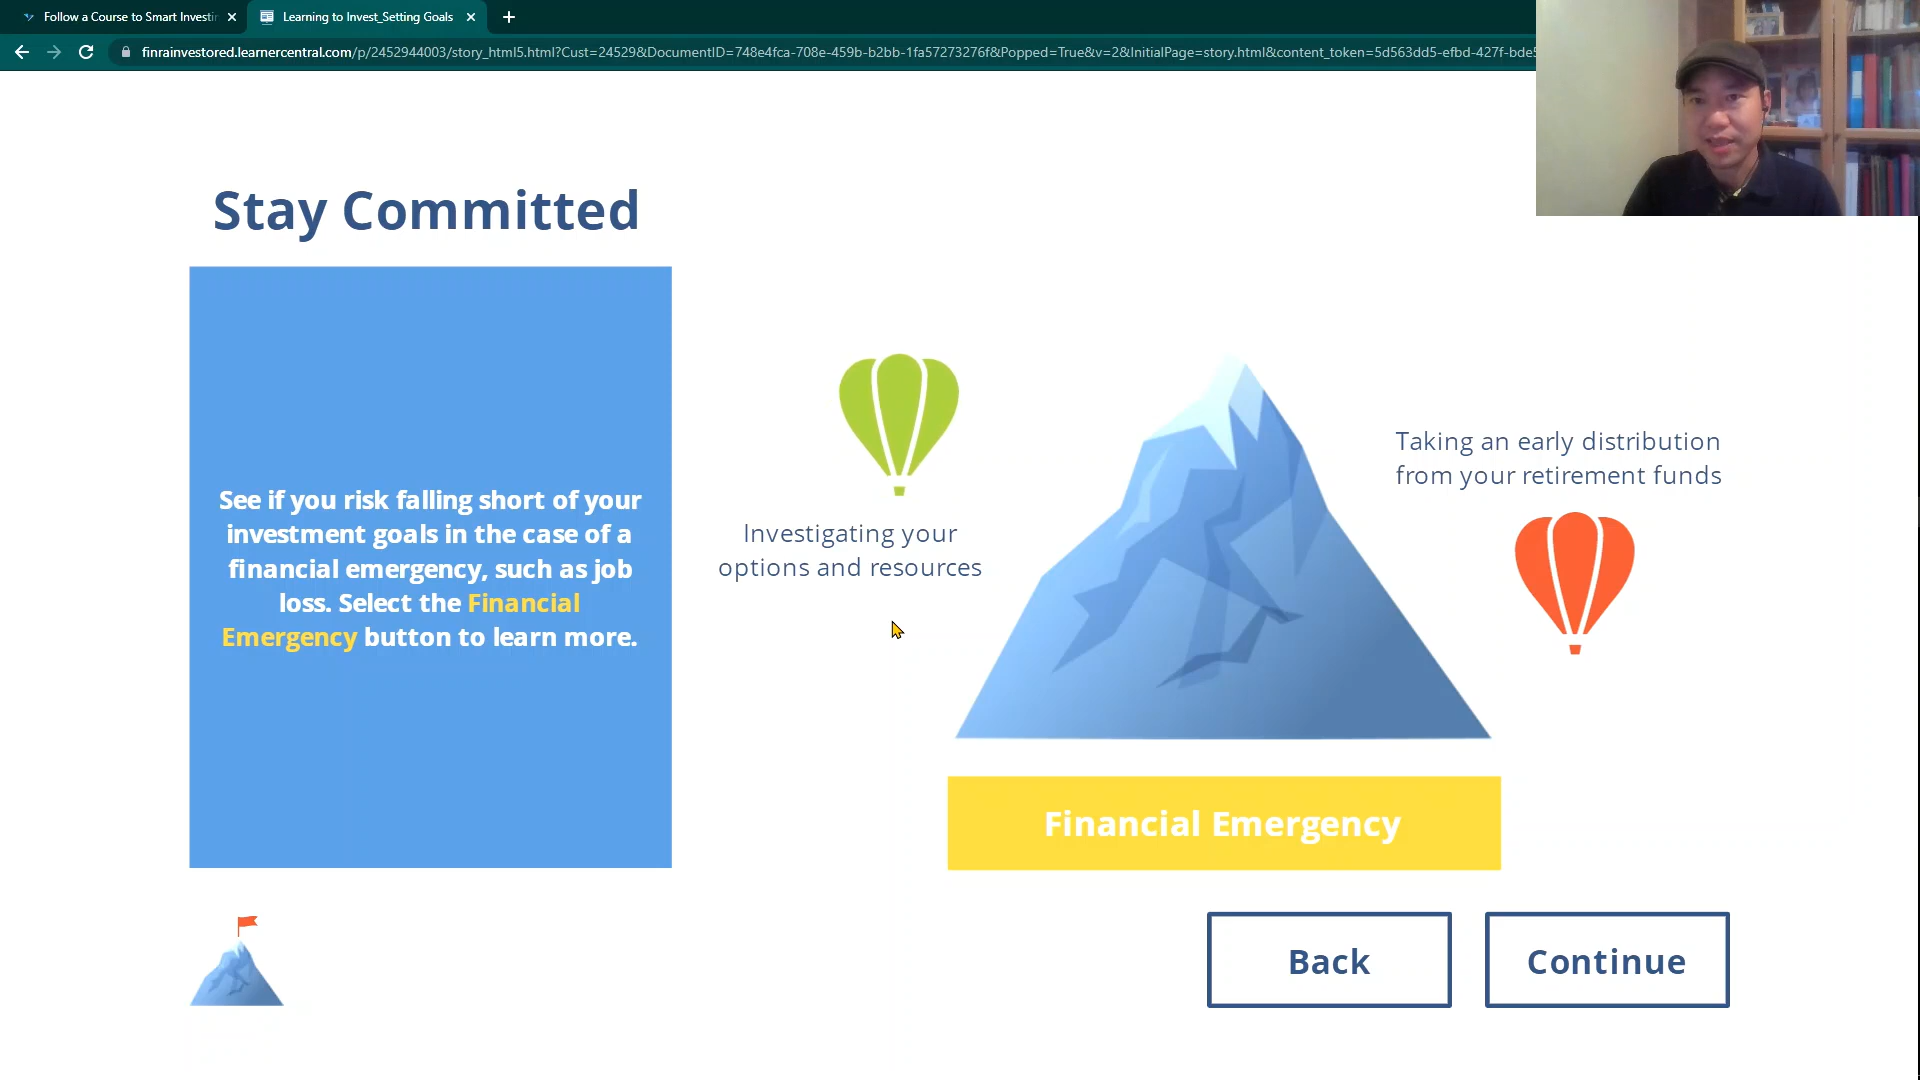 Follow a Course to Smart Investin
Learning to Invest_Setting Goals
finrainvestored.learnercentral.com/p/2452944003/story_html5.html?Cust=24529&DocumentID=748e4fca-708e-459b-b2bb-1fa57273276f&Popped=True&v=2&InitialPage=story.html&content_token=5d563dd5-efbd-427f-bde5
Stay Committed
See if you risk falling short of your
investment goals in the case of a
financial emergency, such as job
loss. Select the Financial
Emergency button to learn more.
Investigating your
options and resources
Taking an early distribution
from your retirement funds
Financial Emergency
Back
Continue